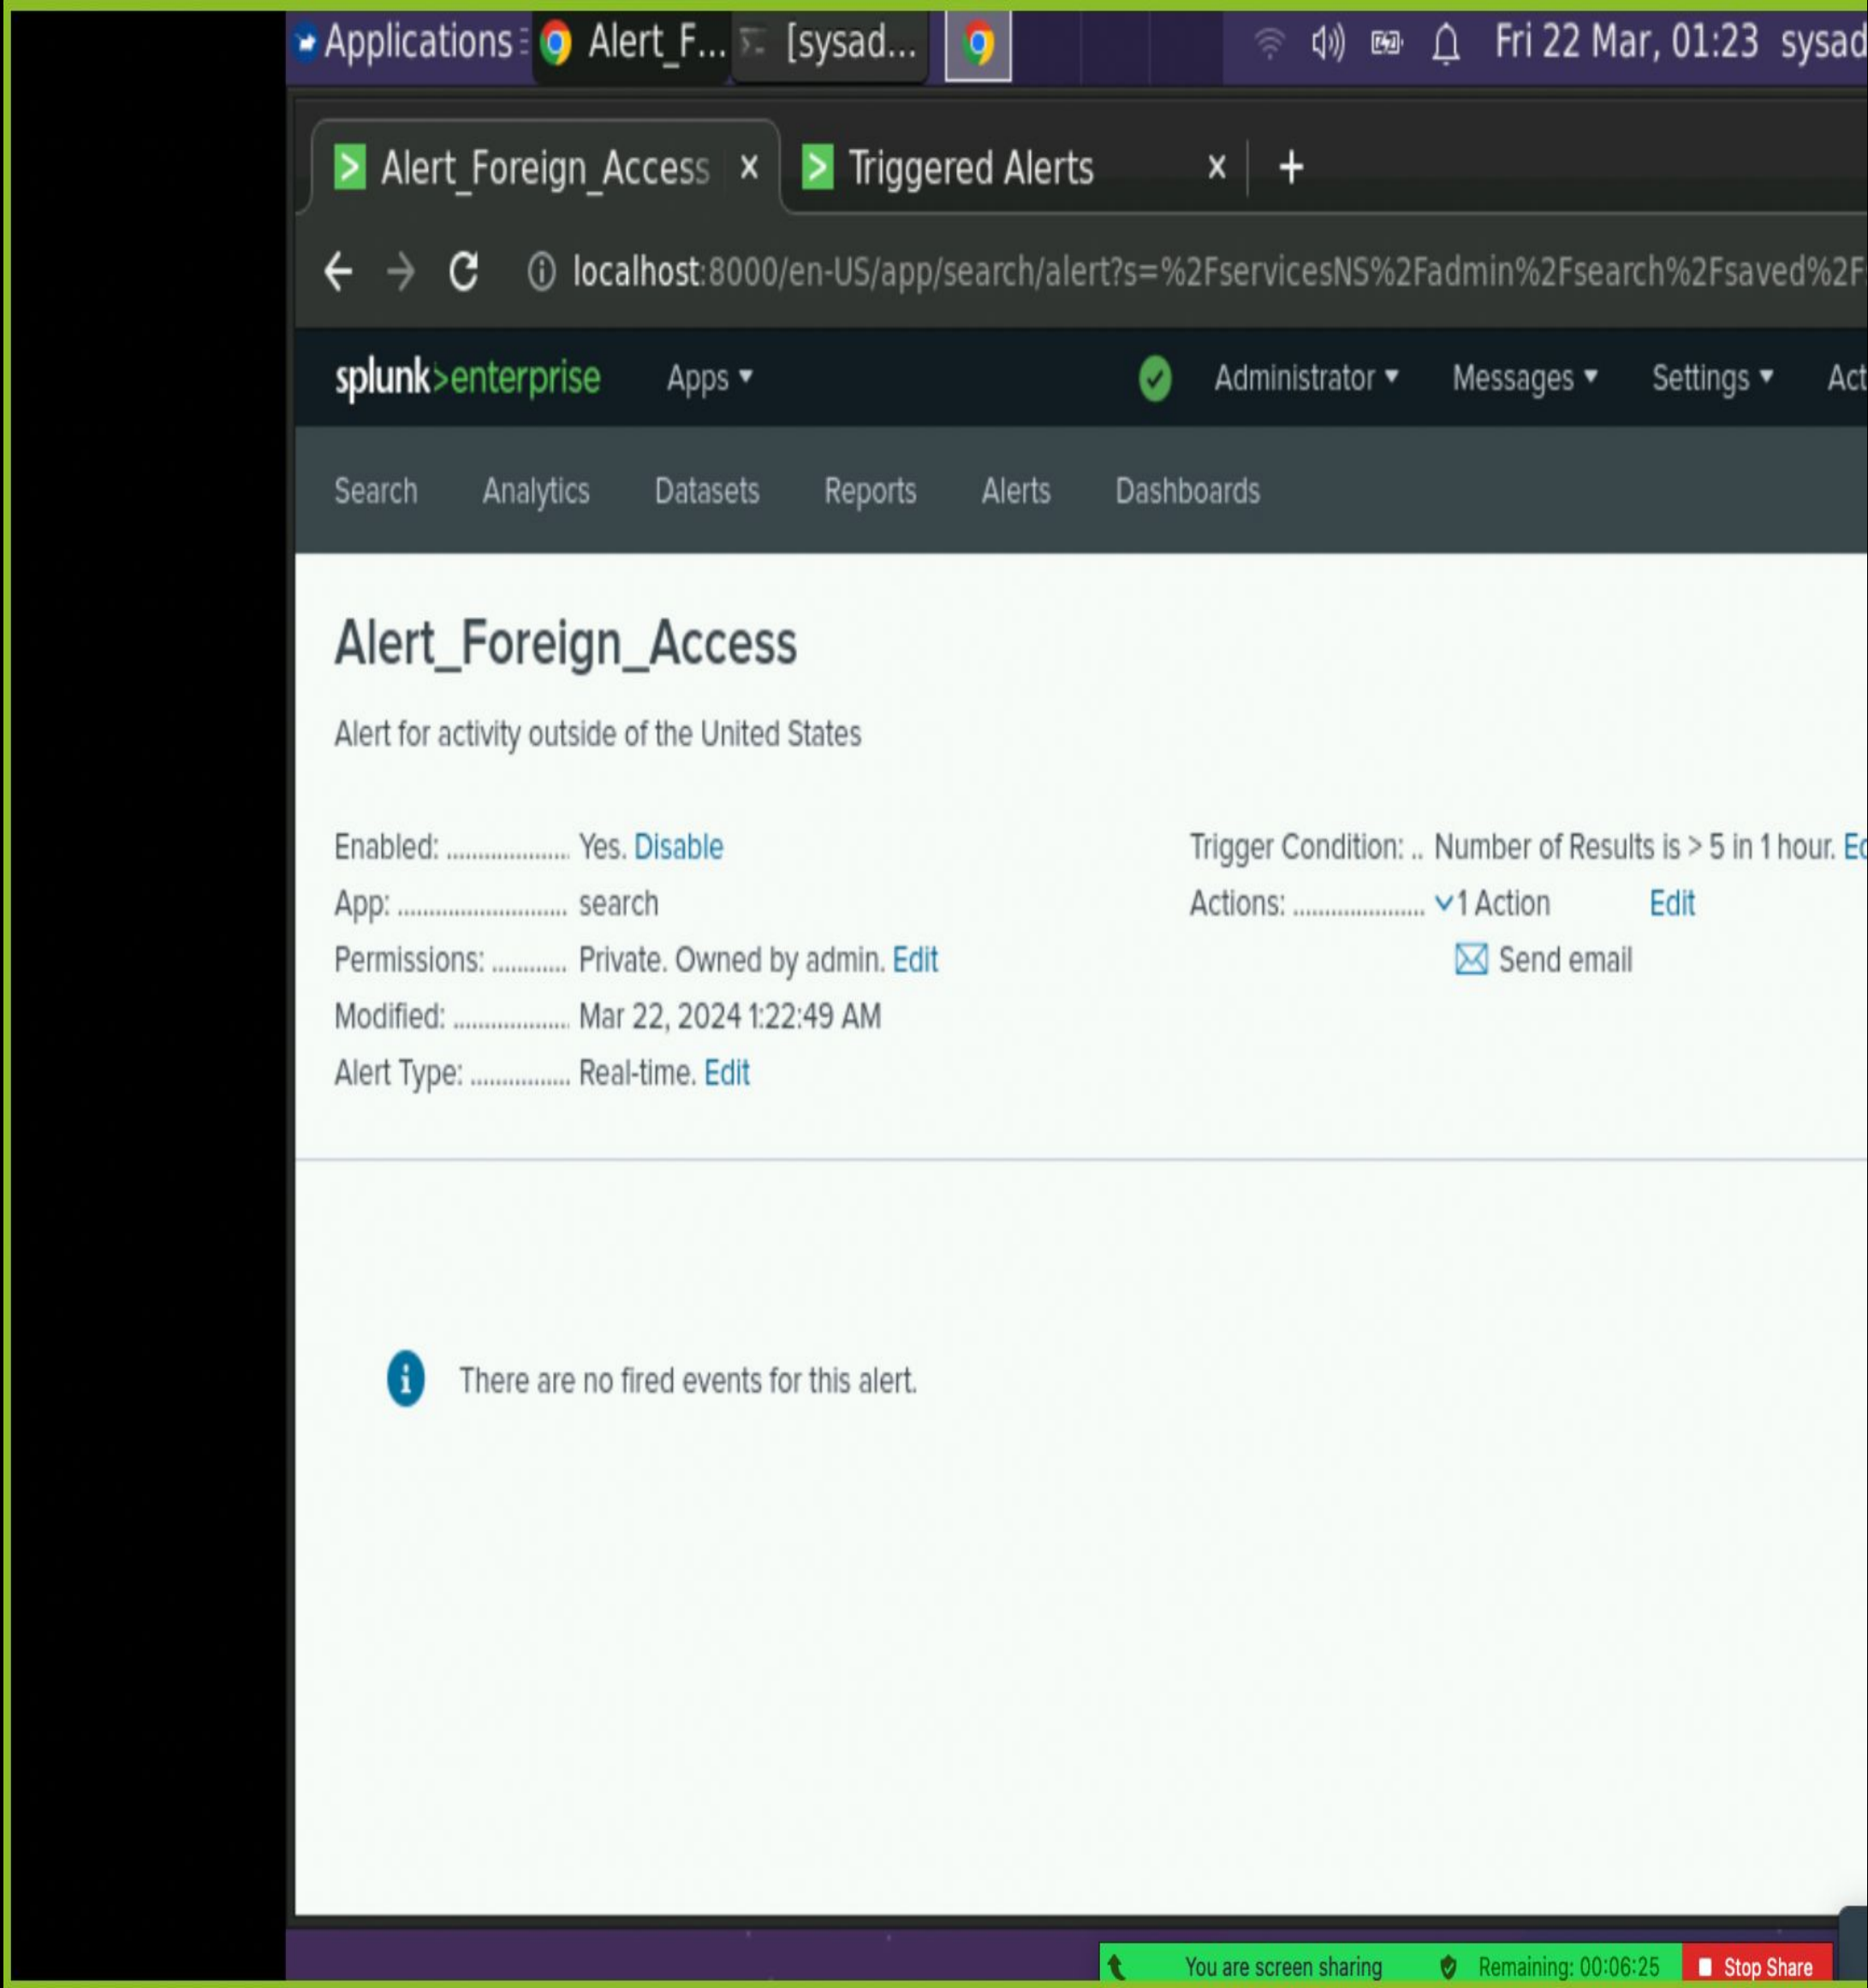 Applications Alert_F... [sysad... Fri 22 Mar, 01:23 sysad
Alert_Foreign_Access × Triggered Alerts × +
localhost:8000/en-US/app/search/alert?s=%2FservicesNS%2Fadmin%2Fsearch%2Fsaved%2F
splunk>enterprise Apps ▾ Administrator ▾ Messages ▾ Settings ▾ Act
Search Analytics Datasets Reports Alerts Dashboards
Alert_Foreign_Access
Alert for activity outside of the United States
Enabled: ................... Yes. Disable Trigger Condition: .. Number of Results is > 5 in 1 hour. Ed
App: .......................... search Actions: ..................... 1 Action Edit
Permissions: ............ Private. Owned by admin. Edit Send email
Modified: .................. Mar 22, 2024 1:22:49 AM
Alert Type: ................ Real-time. Edit
There are no fired events for this alert.
You are screen sharing Remaining: 00:06:25 Stop Share